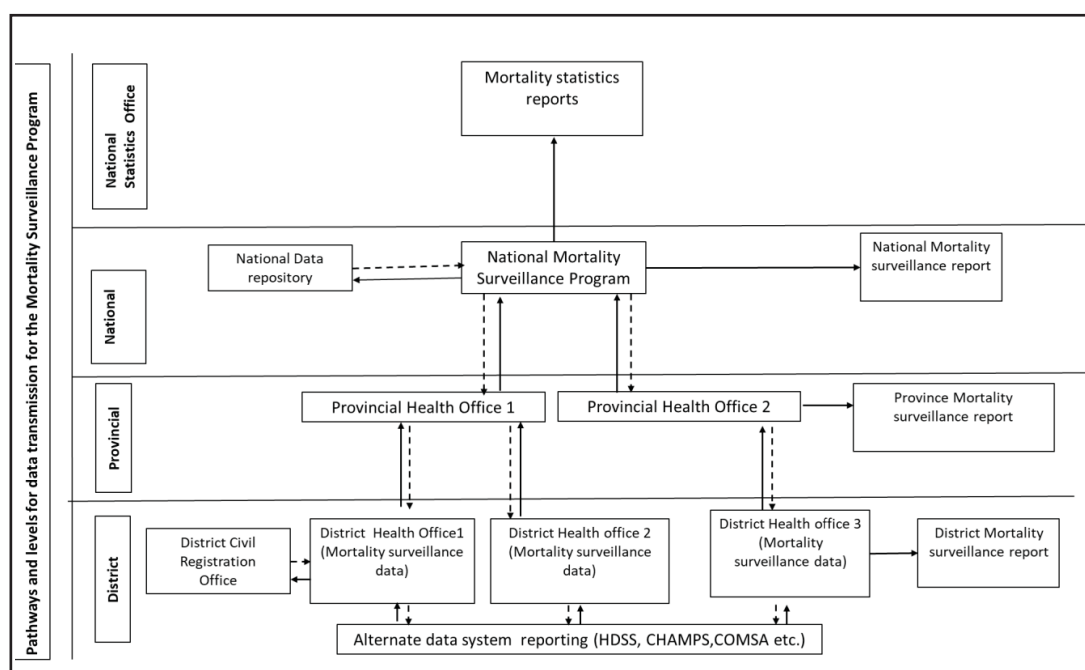 Pathways and levels for data transmission for the Mortality Surveillance Program
National
Statistics Office
Mortality statistics
reports
National
National Data
repository
National Mortality
Surveillance Program
National Mortality
surveillance report
Provincial
Provincial Health Office 1
Provincial Health Office 2
Province Mortality
surveillance report
District
District Civil
Registration
Office
District Health Office1
(Mortality surveillance
data)
District Health office 2
(Mortality surveillance
data)
District Health office 3
(Mortality
surveillance data)
District Mortality
surveillance report
Alternate data system reporting (HDSS, CHAMPS,COMSA etc.)